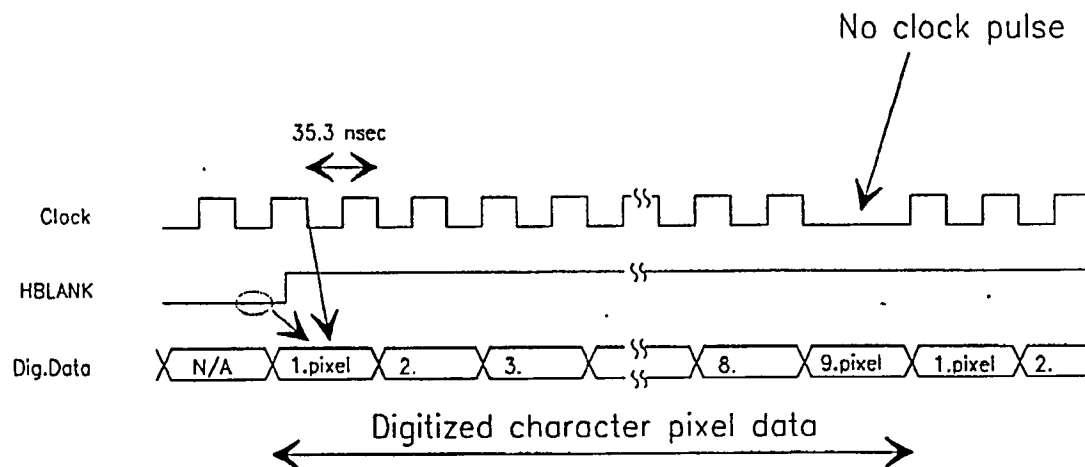 No clock pulse
35.3 nsec
Clock
HBLANK
Dig.Data N/A 1.pixel 2. 3. 8. 9.pixel 1.pixel 2.
Digitized character pixel data